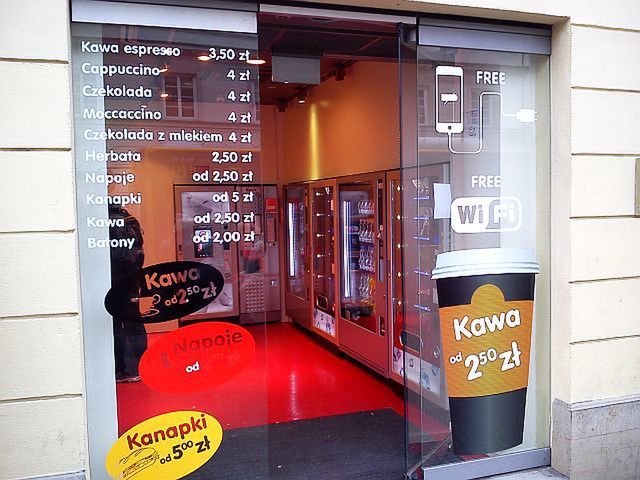 Kawa espresso 3,50 zł
Cappuccino 4 zł
Czekolada 4 zł
Moccaccino 4 zł
Czekolada z mlekiem 4 zł
Herbata 2,50 zł
Napoje od 2,50 zł
Kanapki od 5 zł
Kawa od 2,50 zł
Batony od 2,00 zł
Kawa
od 2 50 zł
Napoje
od
Kanapki
od 5 00 zł
FREE
FREE
WiFi
Kawa
od 2 50 zł